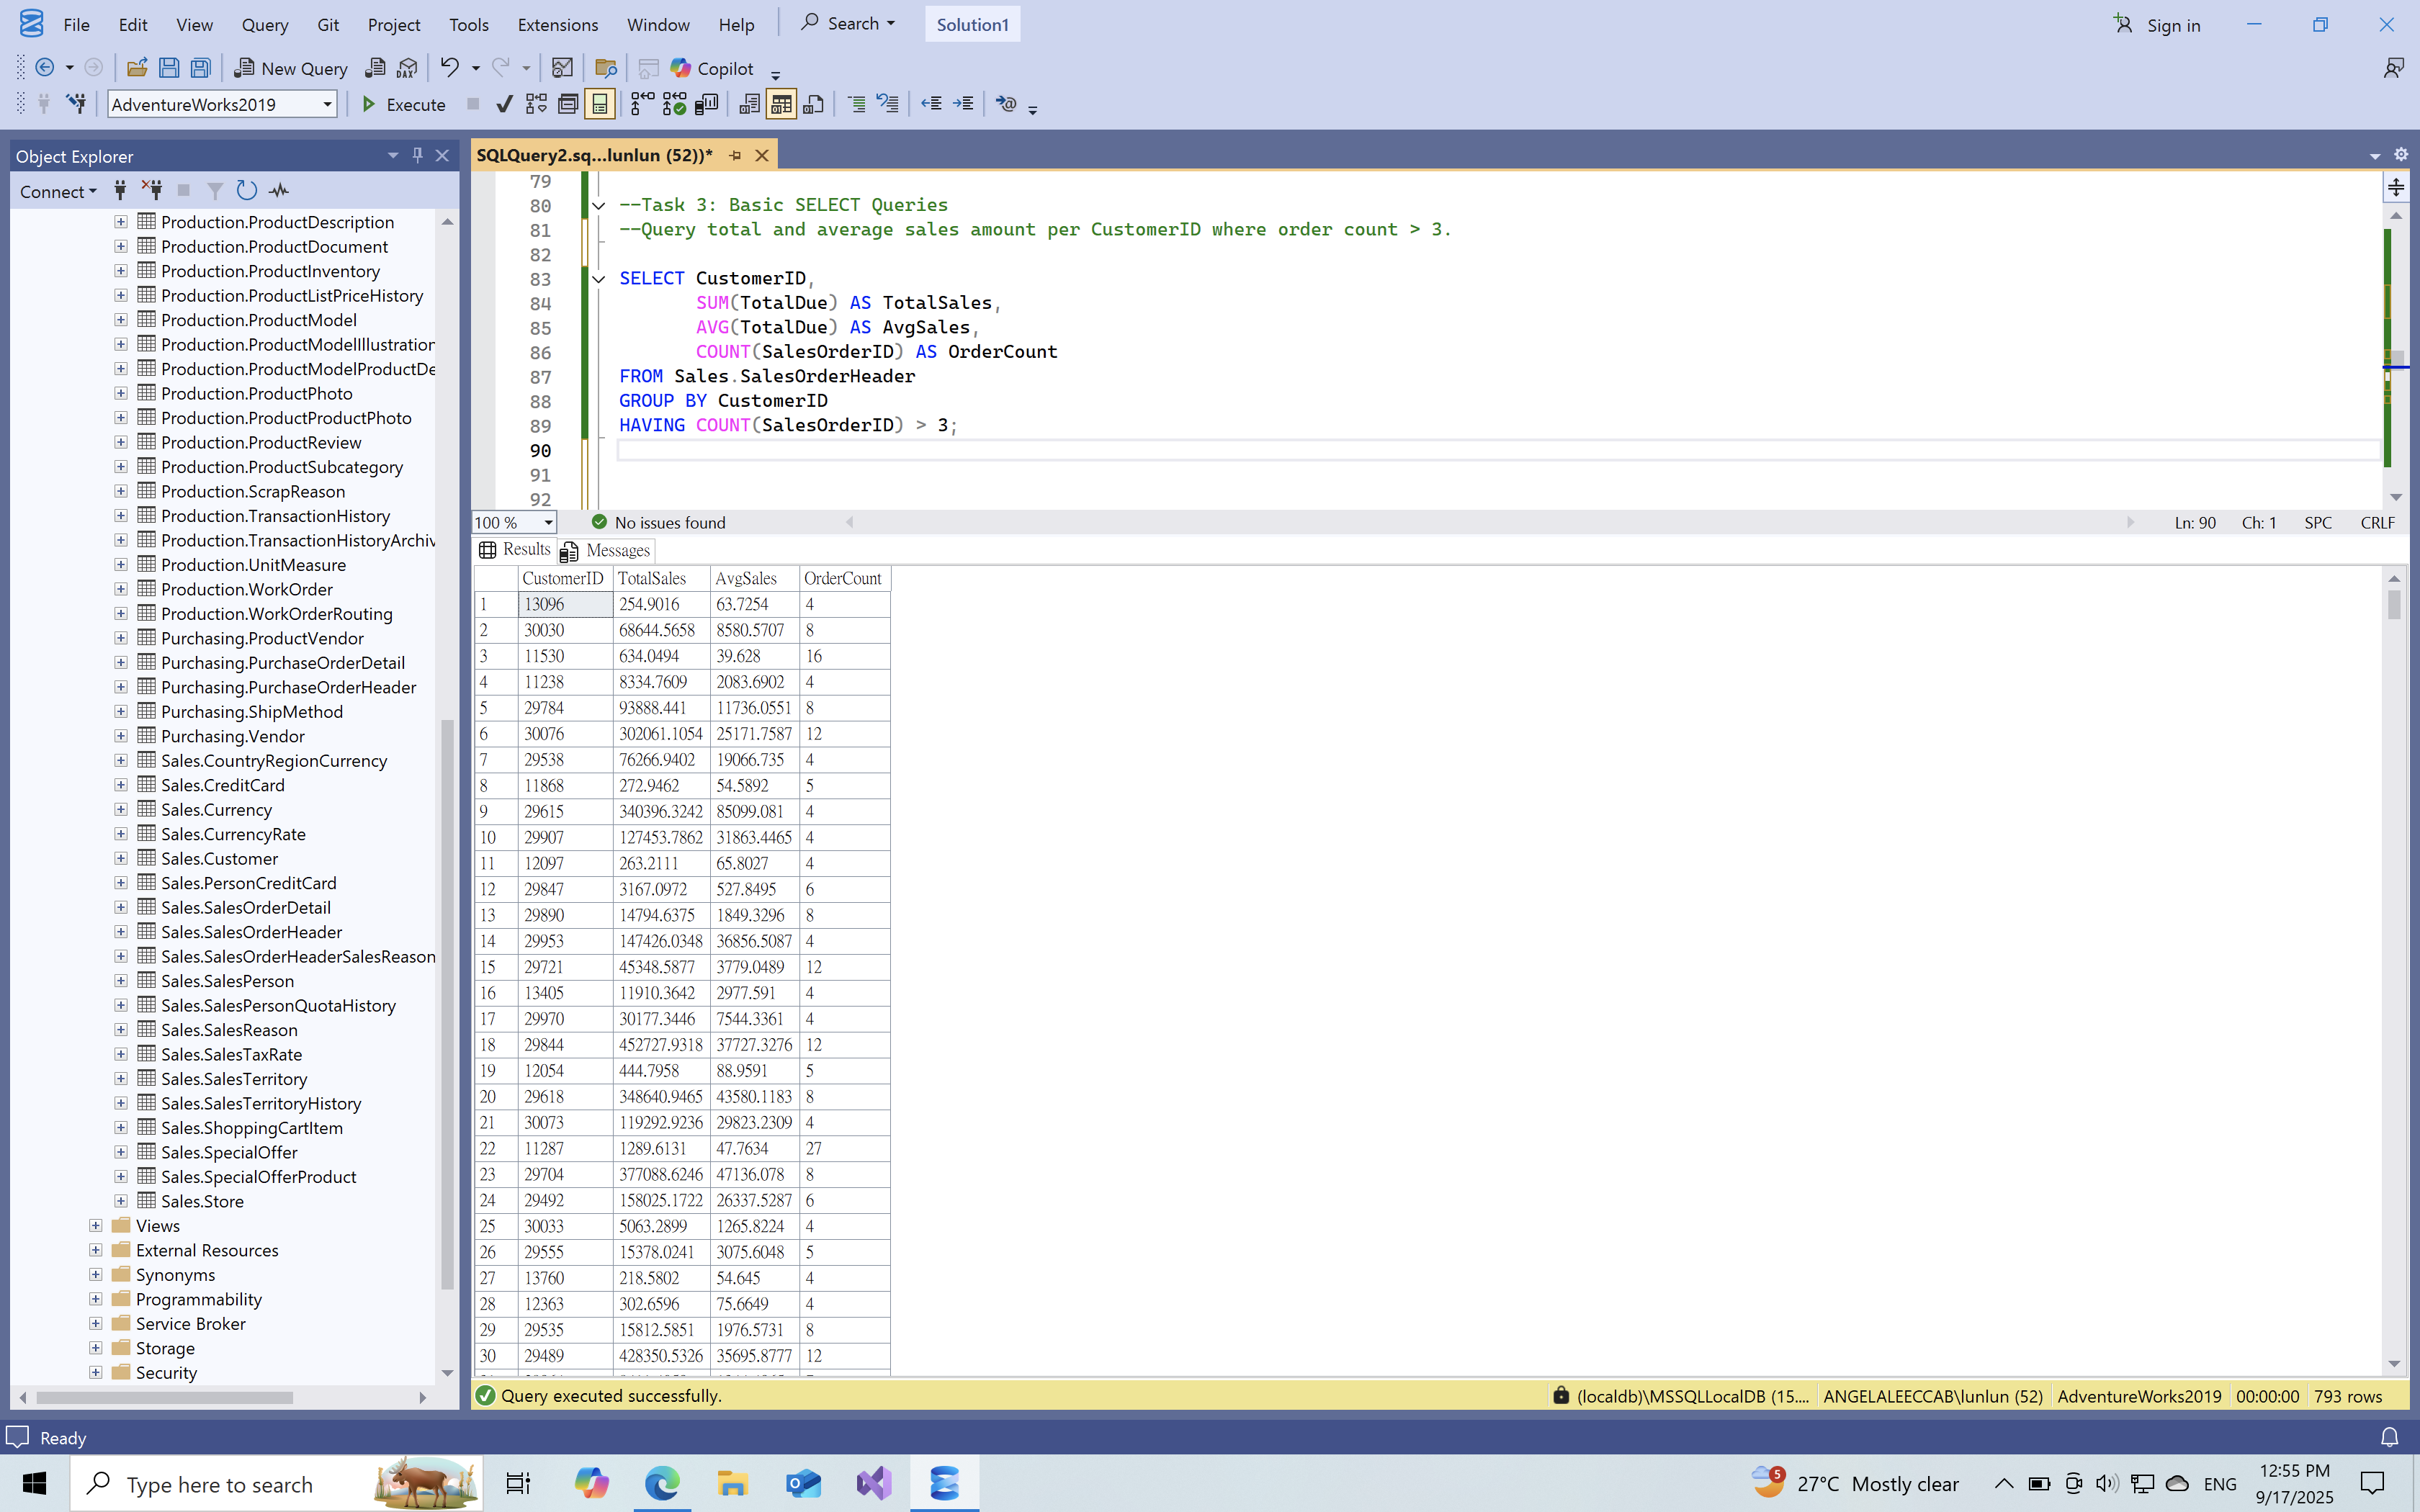 File Edit View Query Git Project Tools Extensions Window Help Search Solution1 Sign in
New Query DAX Copilot
AdventureWorks2019 Execute
Object Explorer
Connect
Production.ProductDescription
Production.ProductDocument
Production.ProductInventory
Production.ProductListPriceHistory
Production.ProductModel
Production.ProductModelIllustration
Production.ProductModelProductDe
Production.ProductPhoto
Production.ProductProductPhoto
Production.ProductReview
Production.ProductSubcategory
Production.ScrapReason
Production.TransactionHistory
Production.TransactionHistoryArchiv
Production.UnitMeasure
Production.WorkOrder
Production.WorkOrderRouting
Purchasing.ProductVendor
Purchasing.PurchaseOrderDetail
Purchasing.PurchaseOrderHeader
Purchasing.ShipMethod
Purchasing.Vendor
Sales.CountryRegionCurrency
Sales.CreditCard
Sales.Currency
Sales.CurrencyRate
Sales.Customer
Sales.PersonCreditCard
Sales.SalesOrderDetail
Sales.SalesOrderHeader
Sales.SalesOrderHeaderSalesReason
Sales.SalesPerson
Sales.SalesPersonQuotaHistory
Sales.SalesReason
Sales.SalesTaxRate
Sales.SalesTerritory
Sales.SalesTerritoryHistory
Sales.ShoppingCartItem
Sales.SpecialOffer
Sales.SpecialOfferProduct
Sales.Store
Views
External Resources
Synonyms
Programmability
Service Broker
Storage
Security
SQLQuery2.sq...lunlun (52))*
79
80 --Task 3: Basic SELECT Queries
81 --Query total and average sales amount per CustomerID where order count > 3.
82
83 SELECT CustomerID,
84 SUM(TotalDue) AS TotalSales,
85 AVG(TotalDue) AS AvgSales,
86 COUNT(SalesOrderID) AS OrderCount
87 FROM Sales.SalesOrderHeader
88 GROUP BY CustomerID
89 HAVING COUNT(SalesOrderID) > 3;
90
91
92
100 % No issues found Ln: 90 Ch: 1 SPC CRLF
Results Messages
CustomerID TotalSales AvgSales OrderCount
1 13096 254.9016 63.7254 4
2 30030 68644.5658 8580.5707 8
3 11530 634.0494 39.628 16
4 11238 8334.7609 2083.6902 4
5 29784 93888.441 11736.0551 8
6 30076 302061.1054 25171.7587 12
7 29538 76266.9402 19066.735 4
8 11868 272.9462 54.5892 5
9 29615 340396.3242 85099.081 4
10 29907 127453.7862 31863.4465 4
11 12097 263.2111 65.8027 4
12 29847 3167.0972 527.8495 6
13 29890 14794.6375 1849.3296 8
14 29953 147426.0348 36856.5087 4
15 29721 45348.5877 3779.0489 12
16 13405 11910.3642 2977.591 4
17 29970 30177.3446 7544.3361 4
18 29844 452727.9318 37727.3276 12
19 12054 444.7958 88.9591 5
20 29618 348640.9465 43580.1183 8
21 30073 119292.9236 29823.2309 4
22 11287 1289.6131 47.7634 27
23 29704 377088.6246 47136.078 8
24 29492 158025.1722 26337.5287 6
25 30033 5063.2899 1265.8224 4
26 29555 15378.0241 3075.6048 5
27 13760 218.5802 54.645 4
28 12363 302.6596 75.6649 4
29 29535 15812.5851 1976.5731 8
30 29489 428350.5326 35695.8777 12
Query executed successfully. (localdb)\MSSQLLocalDB (15.... ANGELALEECCAB\lunlun (52) AdventureWorks2019 00:00:00 793 rows
Ready
Type here to search 5 27°C Mostly clear ENG 12:55 PM
9/17/2025